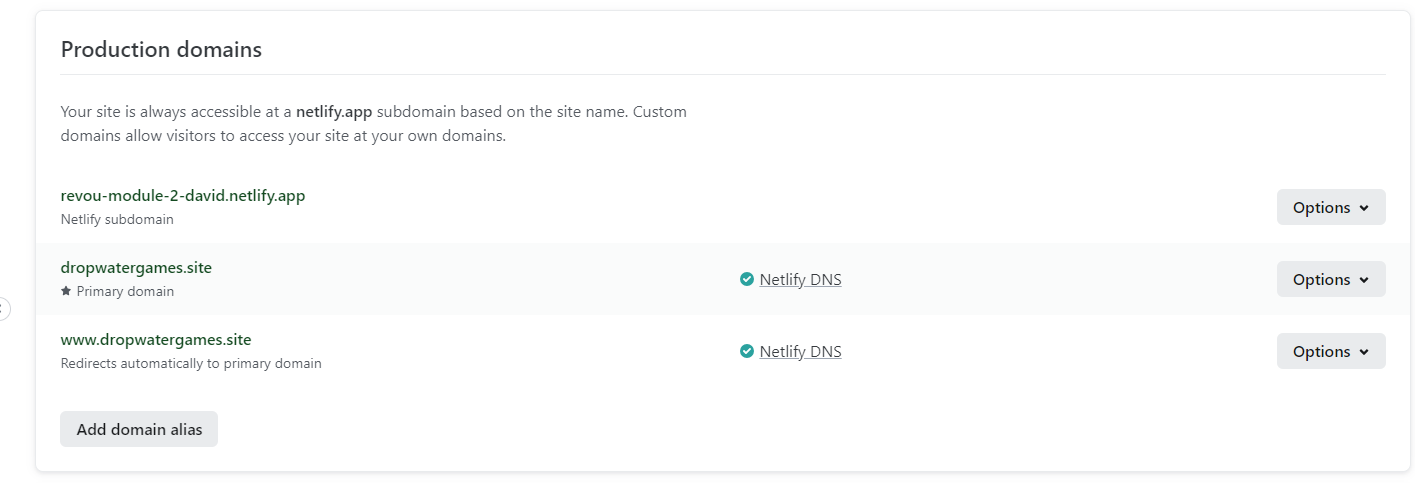 Production domains
Your site is always accessible at a netlify.app subdomain based on the site name. Custom
domains allow visitors to access your site at your own domains.
revou-module-2-david.netlify.app
Netlify subdomain
Options
dropwatergames.site
Primary domain
Netlify DNS
Options
www.dropwatergames.site
Redirects automatically to primary domain
Netlify DNS
Options
Add domain alias